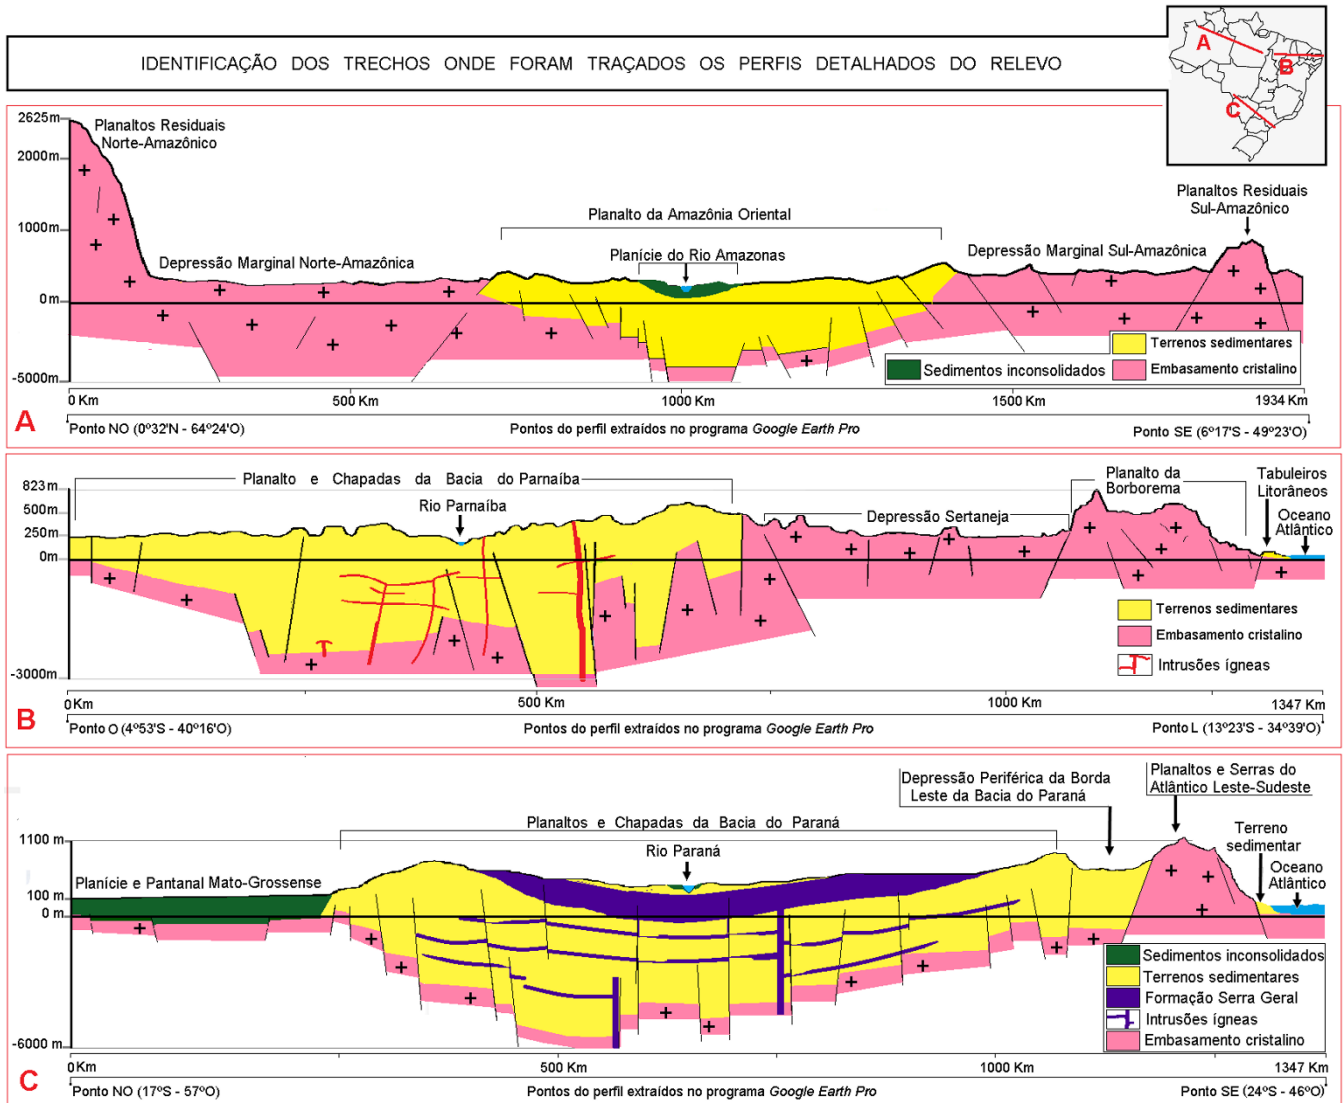 IDENTIFICAÇÃO DOS TRECHOS ONDE FORAM TRAÇADOS OS PERFIS DETALHADOS DO RELEVO
A
B
C
2625m
2000m
1000m
0m
-5000m
Planaltos Residuais
Norte-Amazônico
Depressão Marginal Norte-Amazônica
Planalto da Amazônia Oriental
Planície do Rio Amazonas
Depressão Marginal Sul-Amazônica
Planaltos Residuais
Sul-Amazônico
Terrenos sedimentares
Sedimentos inconsolidados
Embasamento cristalino
0 Km
500 Km
1000 Km
1500 Km
1934 Km
A
Ponto NO (0º32'N - 64º24'O)
Pontos do perfil extraídos no programa Google Earth Pro
Ponto SE (6º17'S - 49º23'O)
823m
500m
250m
0m
-3000m
Planalto e Chapadas da Bacia do Parnaíba
Rio Parnaíba
Depressão Sertaneja
Planalto da
Borborema
Tabuleiros
Litorâneos
Oceano
Atlântico
Terrenos sedimentares
Embasamento cristalino
Intrusões ígneas
0Km
500 Km
1000 Km
1347 Km
B
Ponto O (4º53'S - 40º16'O)
Pontos do perfil extraídos no programa Google Earth Pro
Ponto L (13º23'S - 34º39'O)
1100 m
100 m
0 m
-6000 m
Planície e Pantanal Mato-Grossense
Planaltos e Chapadas da Bacia do Paraná
Rio Paraná
Depressão Periférica da Borda
Leste da Bacia do Paraná
Planaltos e Serras do
Atlântico Leste-Sudeste
Terreno
sedimentar
Oceano
Atlântico
Sedimentos inconsolidados
Terrenos sedimentares
Formação Serra Geral
Intrusões ígneas
Embasamento cristalino
0Km
500 Km
1000 Km
1347 Km
C
Ponto NO (17ºS - 57ºO)
Pontos do perfil extraídos no programa Google Earth Pro
Ponto SE (24ºS - 46ºO)